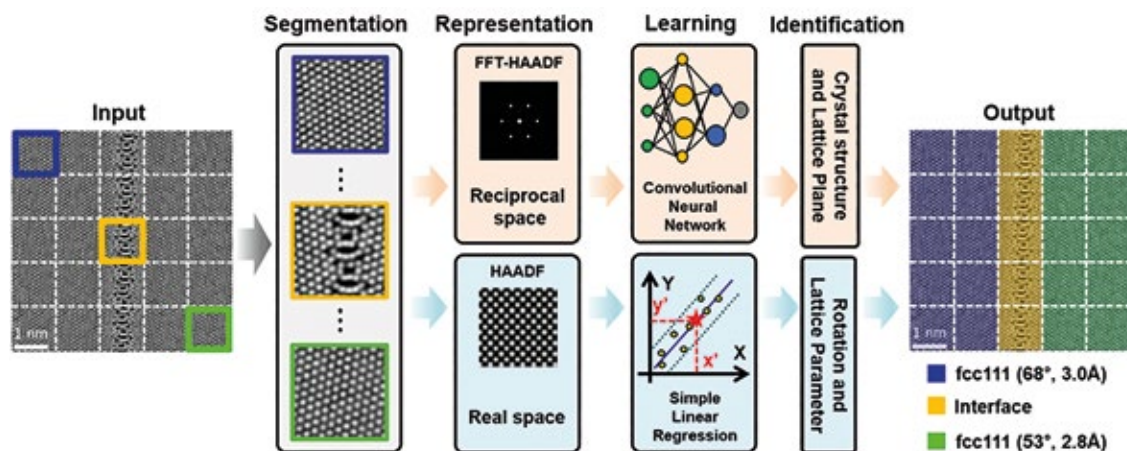 Segmentation
Representation
Learning
Identification
Input
Output
FFT-HAADF
Reciprocal
space
Convolutional
Neural
Network
Crystal structure
and Lattice Plane
HAADF
Real space
Y
y'
X
x'
Simple
Linear
Regression
Rotation and
Lattice Parameter
1 nm
1 nm
fcc111 (68°, 3.0Å)
Interface
fcc111 (53°, 2.8Å)